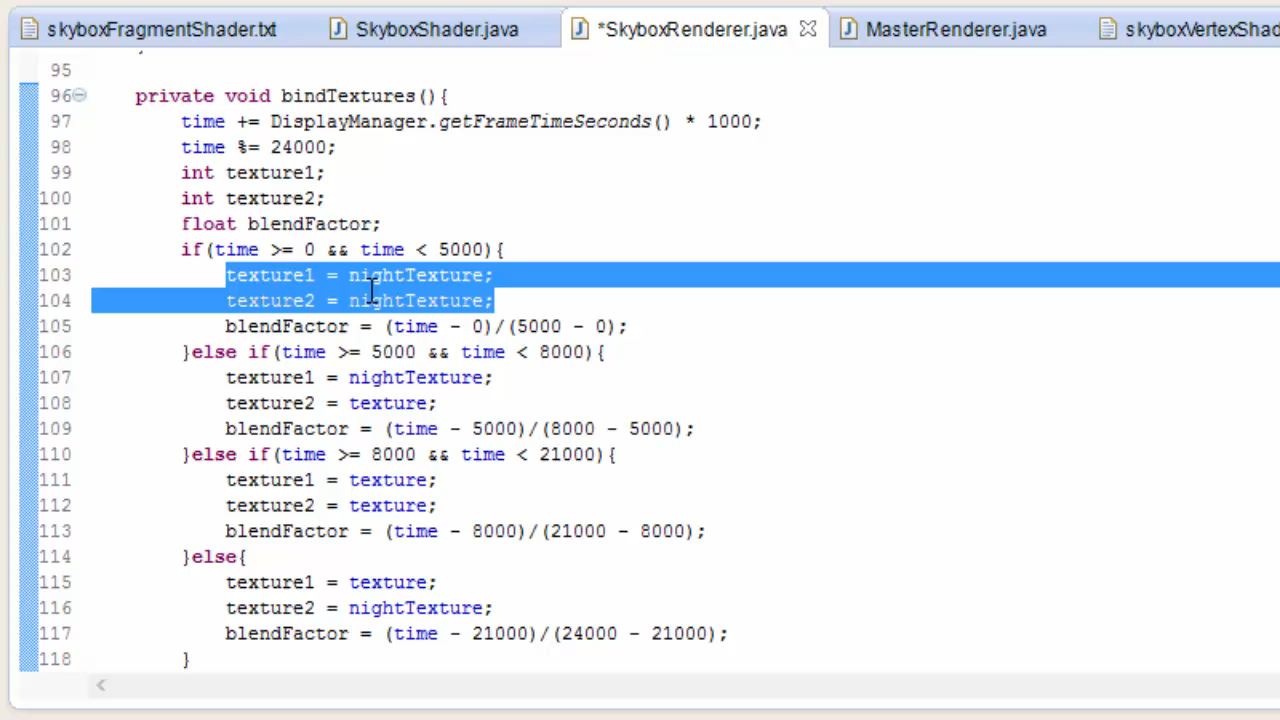 skyboxFragmentShader.txt SkyboxShader.java *SkyboxRenderer.java MasterRenderer.java skyboxVertexShad
95
96 private void bindTextures(){
97 time += DisplayManager.getFrameTimeSeconds() * 1000;
98 time %= 24000;
99 int texture1;
100 int texture2;
101 float blendFactor;
102 if(time >= 0 && time < 5000){
103 texture1 = nightTexture;
104 texture2 = nightTexture;
105 blendFactor = (time - 0)/(5000 - 0);
106 }else if(time >= 5000 && time < 8000){
107 texture1 = nightTexture;
108 texture2 = texture;
109 blendFactor = (time - 5000)/(8000 - 5000);
110 }else if(time >= 8000 && time < 21000){
111 texture1 = texture;
112 texture2 = texture;
113 blendFactor = (time - 8000)/(21000 - 8000);
114 }else{
115 texture1 = texture;
116 texture2 = nightTexture;
117 blendFactor = (time - 21000)/(24000 - 21000);
118 }